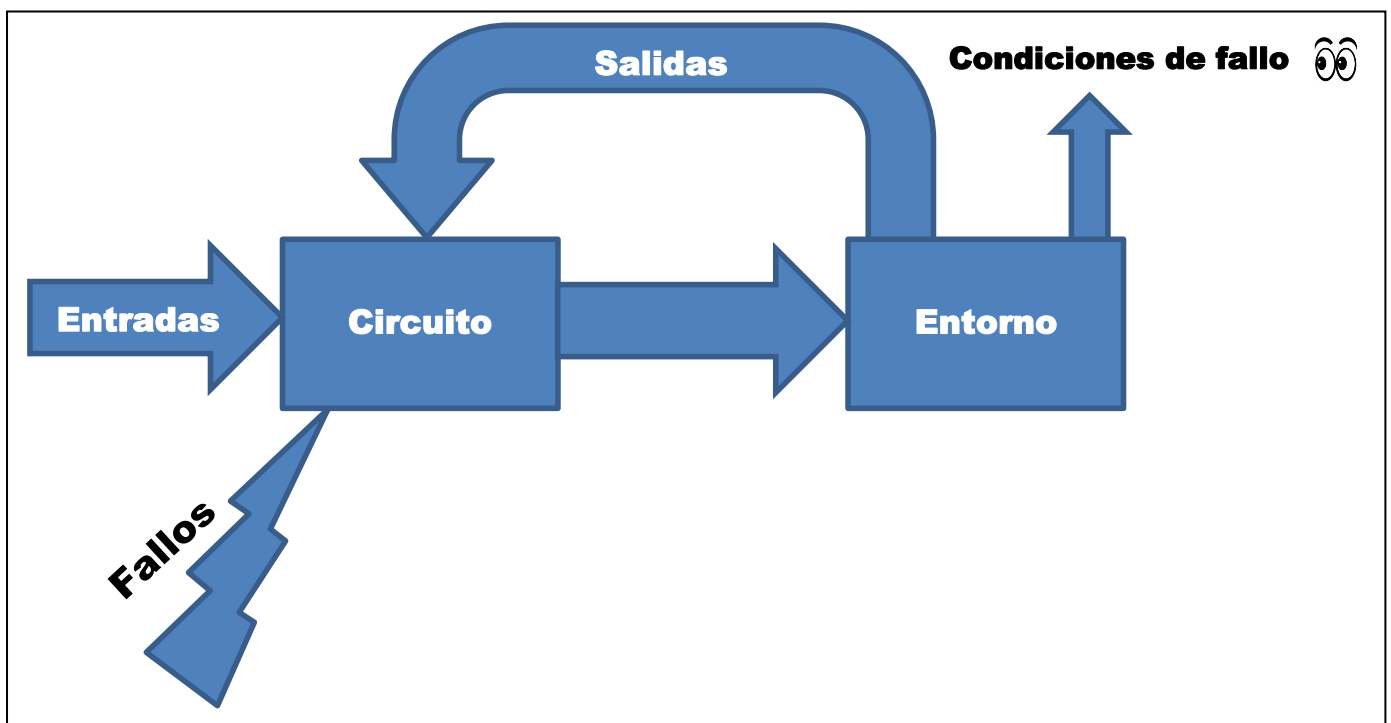 Salidas
Condiciones de fallo
Entradas
Circuito
Entorno
Fallos